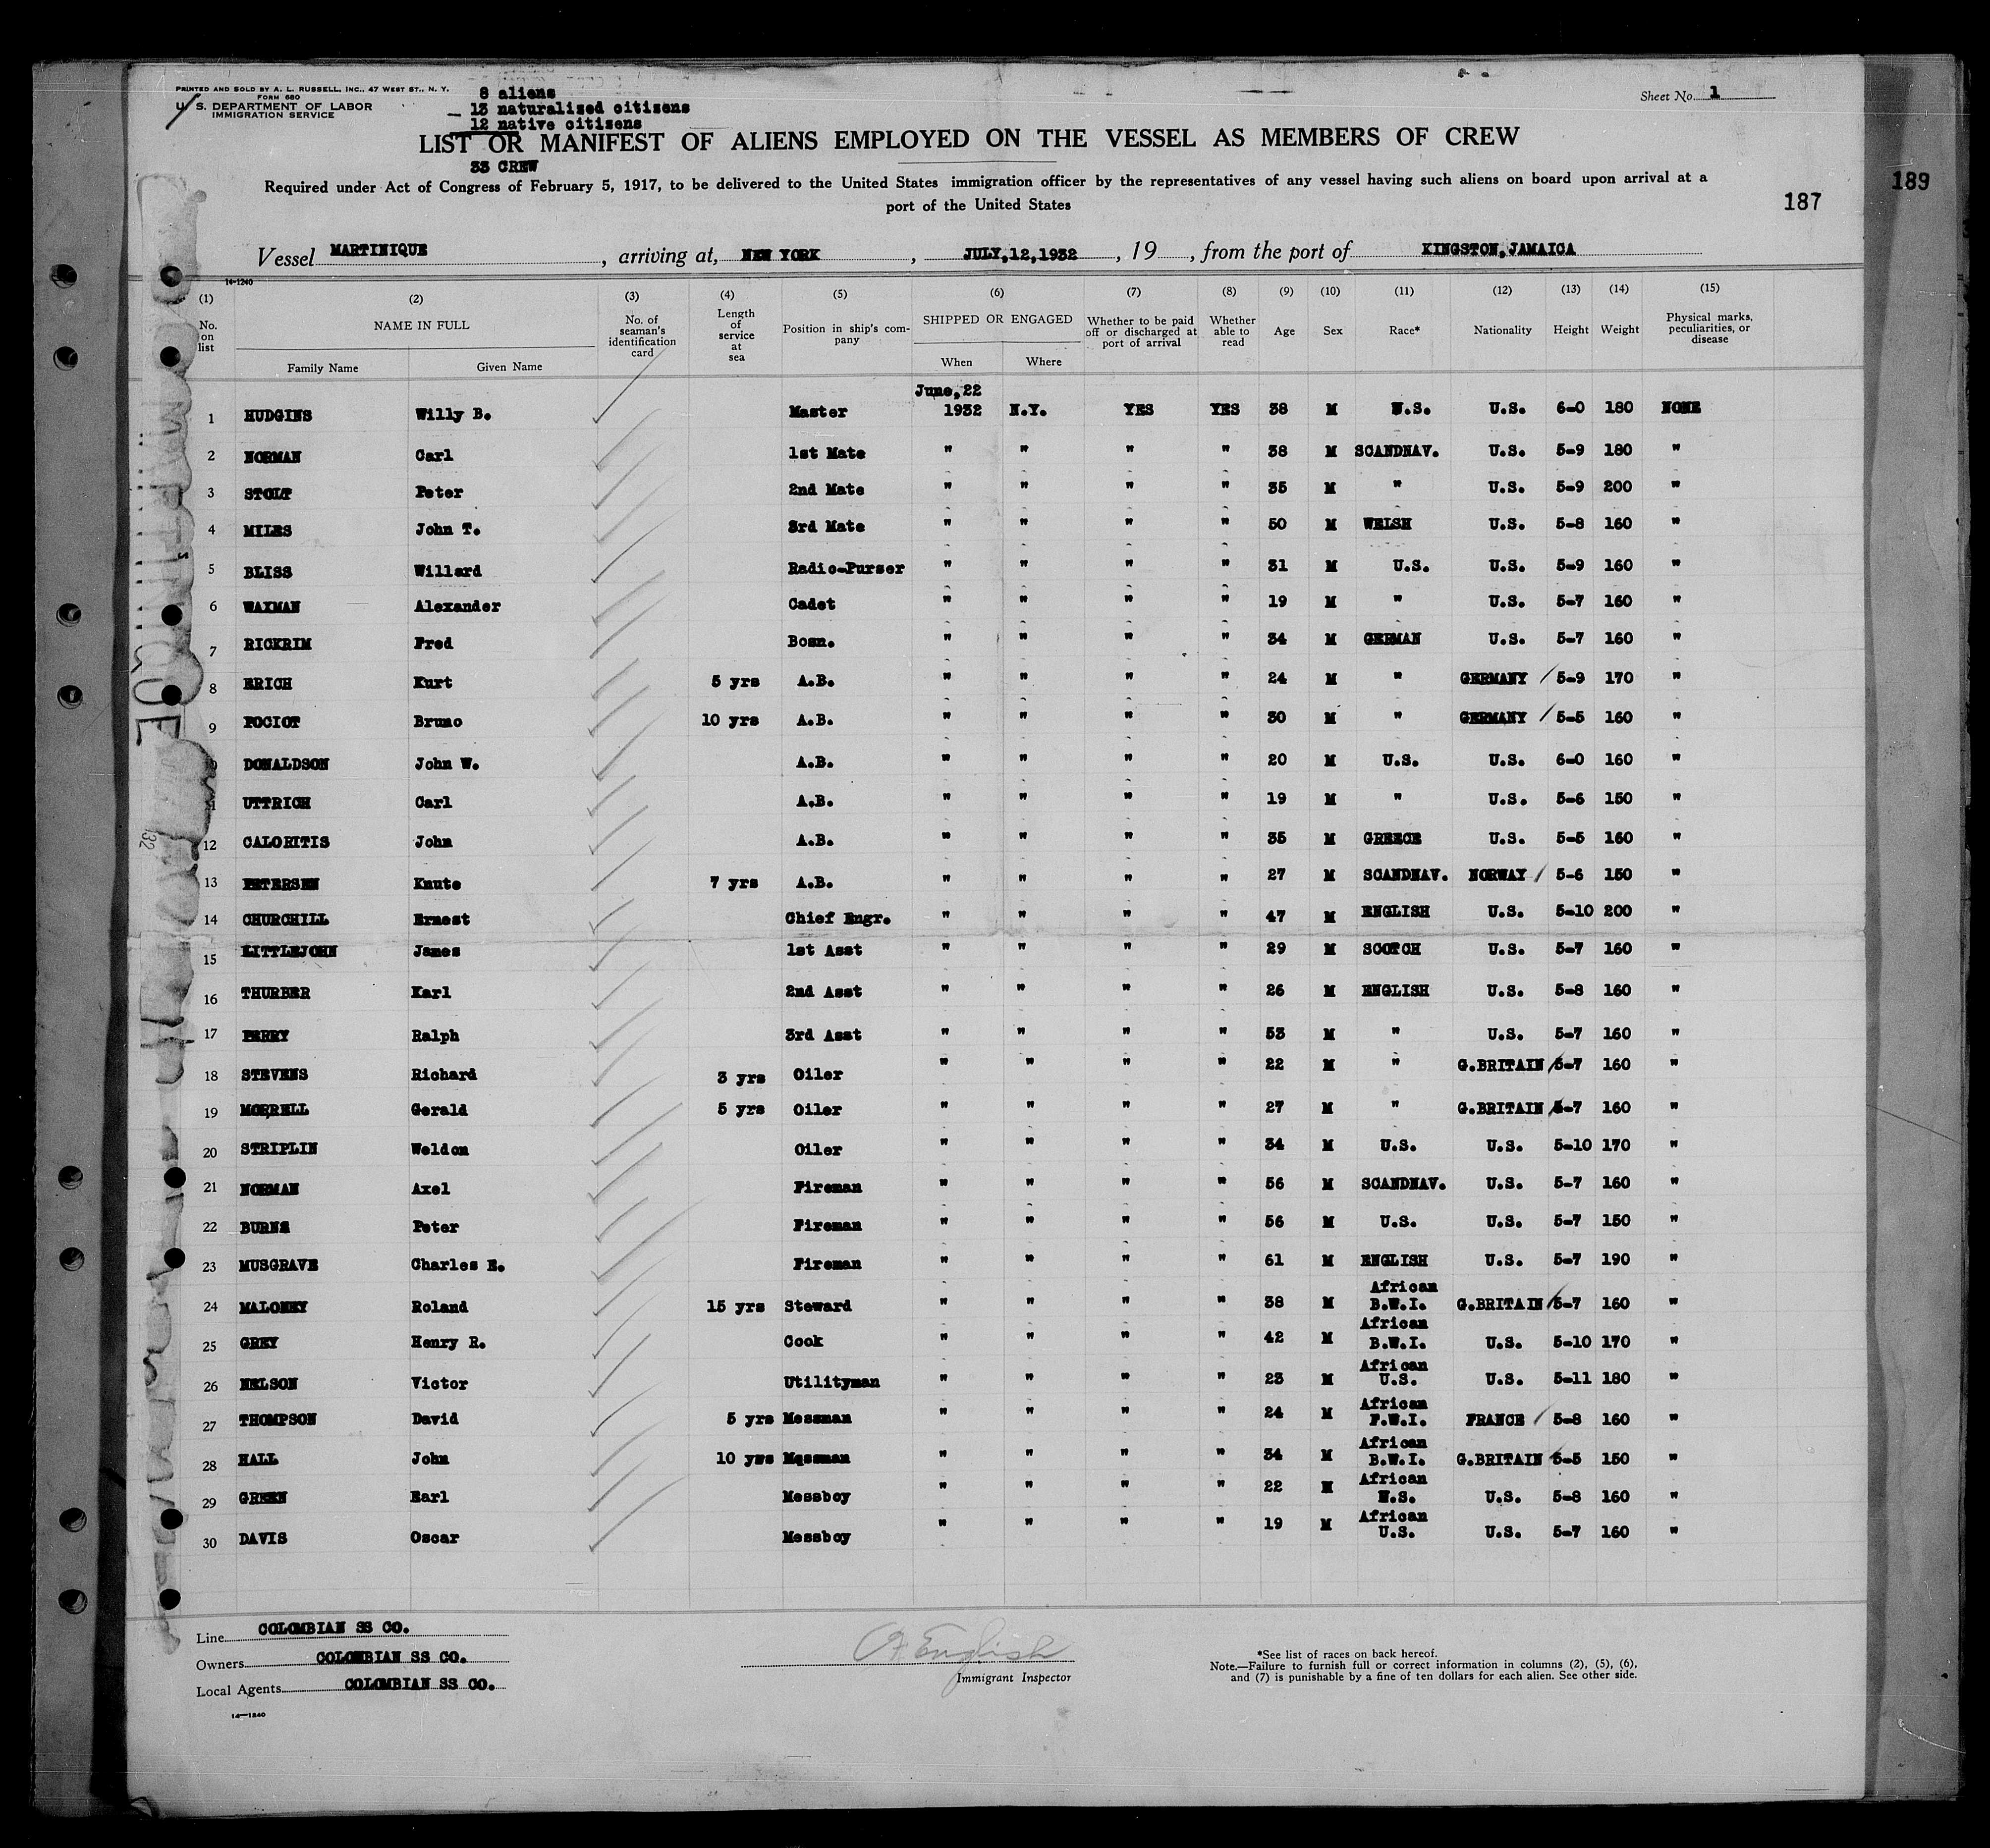 PRINTED AND SOLD BY A. L. RUSSELL, INC., 47 WEST ST., N. Y.
FORM 680
U. S. DEPARTMENT OF LABOR
IMMIGRATION SERVICE
8 aliens
13 naturalized citizens
12 native citizens
33 CREW
Sheet No. 1
LIST OR MANIFEST OF ALIENS EMPLOYED ON THE VESSEL AS MEMBERS OF CREW
Required under Act of Congress of February 5, 1917, to be delivered to the United States immigration officer by the representatives of any vessel having such aliens on board upon arrival at a
port of the United States
187
189
Vessel MARTINIQUE, arriving at, NEW YORK, JULY,12,1932, 19, from the port of KINGSTON,JAMAICA
14-1240
(1) (2) (3) (4) (5) (6) (7) (8) (9) (10) (11) (12) (13) (14) (15)
No. on list NAME IN FULL Family Name Given Name No. of seaman's identification card Length of service at sea Position in ship's company SHIPPED OR ENGAGED When Where Whether to be paid off or discharged at port of arrival Whether able to read Age Sex Race* Nationality Height Weight Physical marks, peculiarities, or disease
June,22
1 HUDGINS Willy B. Master 1932 N.Y. YES YES 38 M U.S. U.S. 6-0 180 NONE
2 NORMAN Carl 1st Mate " " " " 38 M SCANDNAV. U.S. 5-9 180 "
3 STOLT Peter 2nd Mate " " " " 35 M " U.S. 5-9 200 "
4 MILES John T. 3rd Mate " " " " 50 M WELSH U.S. 5-8 160 "
5 BLISS Willard Radio-Purser " " " " 31 M U.S. U.S. 5-9 160 "
6 WAXMAN Alexander Cadet " " " " 19 M " U.S. 5-7 160 "
7 RICKRIM Fred Bosn. " " " " 34 M GERMAN U.S. 5-7 160 "
8 ERICH Kurt 5 yrs A.B. " " " " 24 M " GERMANY 5-9 170 "
9 POCIOT Bruno 10 yrs A.B. " " " " 30 M " GERMANY 5-5 160 "
DONALDSON John W. A.B. " " " " 20 M U.S. U.S. 6-0 160 "
UTTRICH Carl A.B. " " " " 19 M " U.S. 5-6 150 "
12 CALORITIS John A.B. " " " " 35 M GREECE U.S. 5-5 160 "
13 PETERSEN Knute 7 yrs A.B. " " " " 27 M SCANDNAV. NORWAY 5-6 150 "
14 CHURCHILL Ernest Chief Engr. " " " " 47 M ENGLISH U.S. 5-10 200 "
15 LITTLEJOHN James 1st Asst " " " " 29 M SCOTCH U.S. 5-7 160 "
16 THURBER Karl 2nd Asst " " " " 26 M ENGLISH U.S. 5-8 160 "
17 PERRY Ralph 3rd Asst " " " " 53 M " U.S. 5-7 160 "
18 STEVENS Richard 3 yrs Oiler " " " " 22 M " G.BRITAIN 5-7 160 "
19 MORRELL Gerald 5 yrs Oiler " " " " 27 M " G.BRITAIN 5-7 160 "
20 STRIPLIN Weldon Oiler " " " " 34 M U.S. U.S. 5-10 170 "
21 NORMAN Axel Fireman " " " " 56 M SCANDNAV. U.S. 5-7 160 "
22 BURNS Peter Fireman " " " " 56 M U.S. U.S. 5-7 150 "
23 MUSGRAVE Charles E. Fireman " " " " 61 M ENGLISH U.S. 5-7 190 "
24 MALONEY Roland 15 yrs Steward " " " " 38 M African B.W.I. G.BRITAIN 5-7 160 "
25 GREY Henry R. Cook " " " " 42 M African B.W.I. U.S. 5-10 170 "
26 NELSON Victor Utilityman " " " " 23 M African U.S. U.S. 5-11 180 "
27 THOMPSON David 5 yrs Messman " " " " 24 M African F.W.I. FRANCE 5-8 160 "
28 HALL John 10 yrs Messman " " " " 34 M African B.W.I. G.BRITAIN 5-5 150 "
29 GREEN Earl Messboy " " " " 22 M African U.S. U.S. 5-8 160 "
30 DAVIS Oscar Messboy " " " " 19 M African U.S. U.S. 5-7 160 "
Line COLOMBIAN SS CO.
Owners COLOMBIAN SS CO.
Local Agents COLOMBIAN SS CO.
14-1240
English
Immigrant Inspector
*See list of races on back hereof.
Note.—Failure to furnish full or correct information in columns (2), (5), (6),
and (7) is punishable by a fine of ten dollars for each alien. See other side.